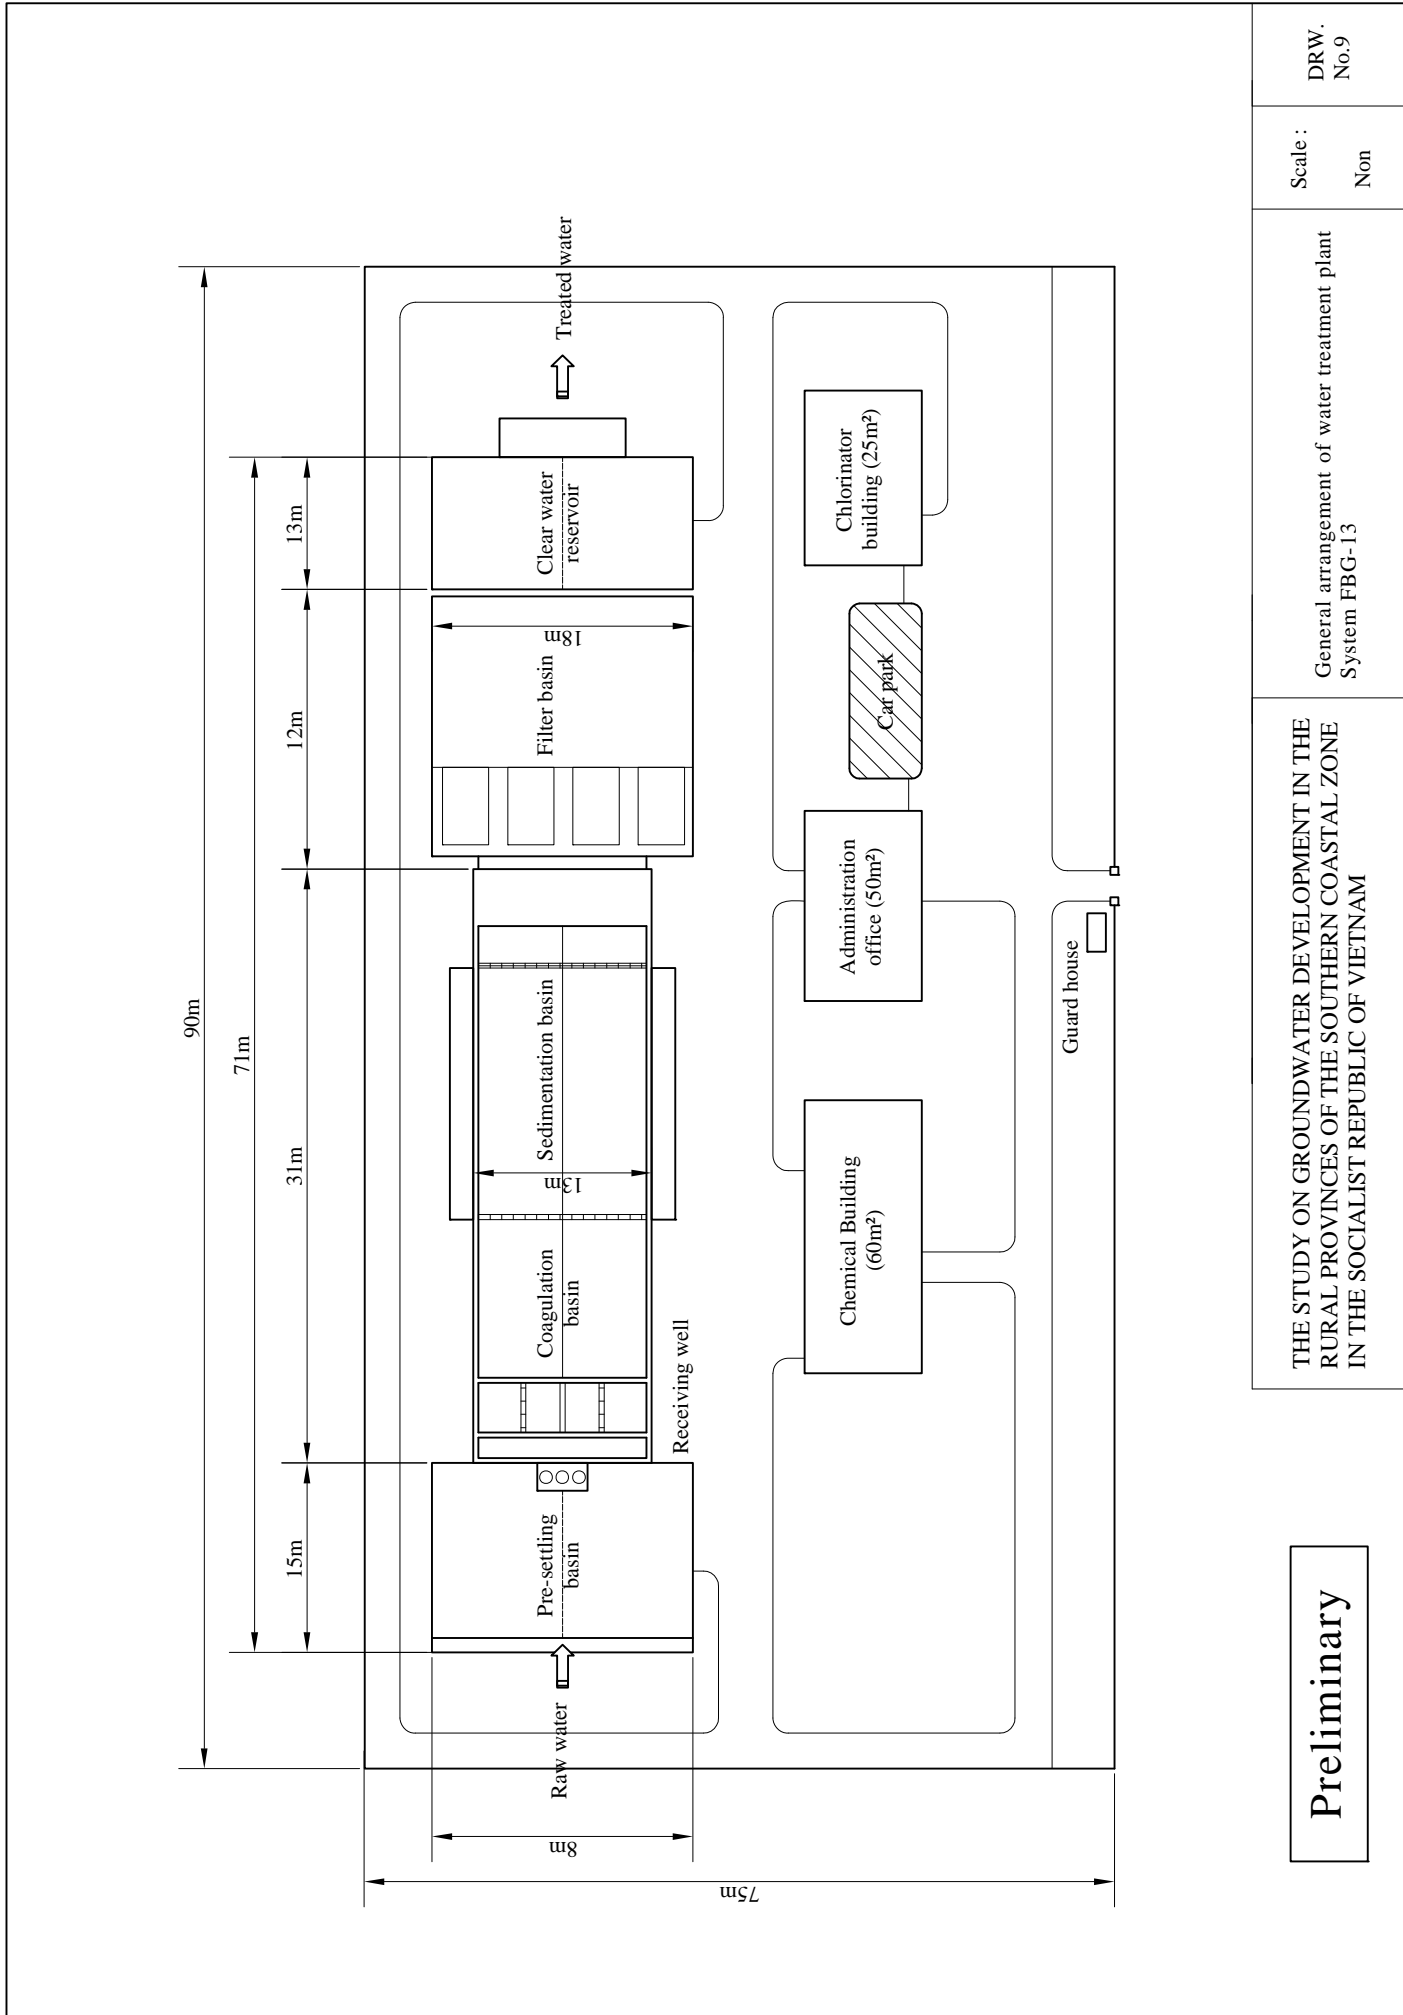 90m
71m
15m
31m
12m
13m
75m
8m
Raw water
Pre-settling
basin
Receiving well
Coagulation
basin
13m
Sedimentation basin
Filter basin
18m
Clear water
reservoir
Treated water
Chemical Building
(60m²)
Administration
office (50m²)
Car park
Chlorinator
building (25m²)
Guard house
Preliminary
THE STUDY ON GROUNDWATER DEVELOPMENT IN THE
RURAL PROVINCES OF THE SOUTHERN COASTAL ZONE
IN THE SOCIALIST REPUBLIC OF VIETNAM
General arrangement of water treatment plant
System FBG-13
Scale :
Non
DRW.
No.9